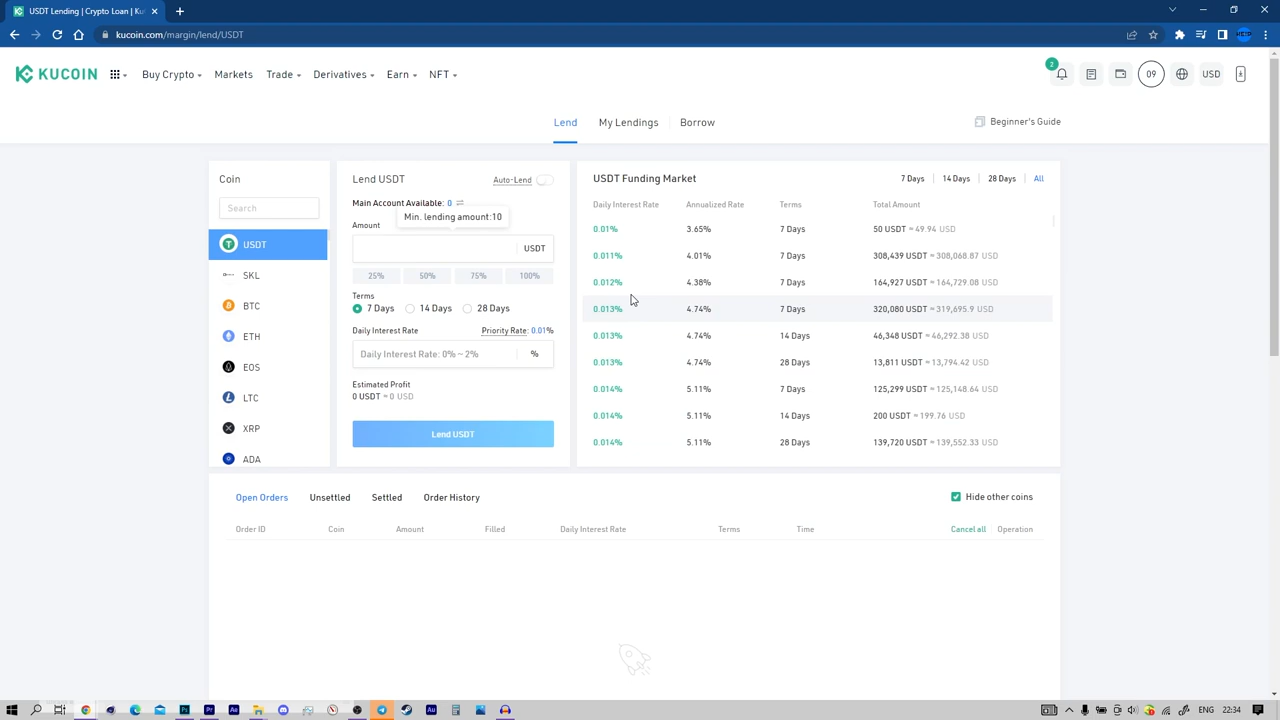 USDT Lending | Crypto Loan | Ku
kucoin.com/margin/lend/USDT
KUCOIN
Buy Crypto
Markets
Trade
Derivatives
Earn
NFT
2
09
USD
Lend
My Lendings
Borrow
Beginner's Guide
Coin
Search
USDT
SKL
BTC
ETH
EOS
LTC
XRP
ADA
Lend USDT
Auto-Lend
Main Account Available: 0
Min. lending amount:10
Amount
USDT
25% 50% 75% 100%
Terms
7 Days 14 Days 28 Days
Daily Interest Rate Priority Rate: 0.01%
Daily Interest Rate: 0% ~ 2% %
Estimated Profit
0 USDT ≈ 0 USD
Lend USDT
USDT Funding Market
7 Days 14 Days 28 Days All
Daily Interest Rate Annualized Rate Terms Total Amount
0.01% 3.65% 7 Days 50 USDT ≈ 49.94 USD
0.011% 4.01% 7 Days 308,439 USDT ≈ 308,068.87 USD
0.012% 4.38% 7 Days 164,927 USDT ≈ 164,729.08 USD
0.013% 4.74% 7 Days 320,080 USDT ≈ 319,695.9 USD
0.013% 4.74% 14 Days 46,348 USDT ≈ 46,292.38 USD
0.013% 4.74% 28 Days 13,811 USDT ≈ 13,794.42 USD
0.014% 5.11% 7 Days 125,299 USDT ≈ 125,148.64 USD
0.014% 5.11% 14 Days 200 USDT ≈ 199.76 USD
0.014% 5.11% 28 Days 139,720 USDT ≈ 139,552.33 USD
Open Orders Unsettled Settled Order History
Hide other coins
Order ID Coin Amount Filled Daily Interest Rate Terms Time Cancel all Operation
ENG 22:34